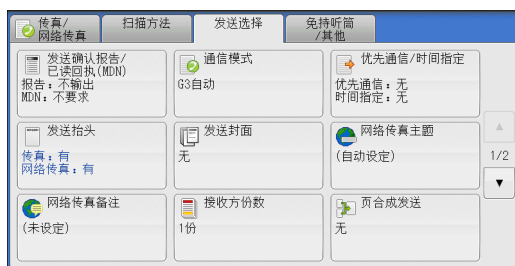 传真/
网络传真
扫描方法
发送选择
免持听筒
/其他
发送确认报告/
已读回执(MDN)
报告：不输出
MDN：不要求
通信模式
G3自动
优先通信/时间指定
优先通信：无
时间指定：无
发送抬头
传真：有
网络传真：有
发送封面
无
网络传真主题
(自动设定)
1/2
网络传真备注
(未设定)
接收方份数
1份
页合成发送
无